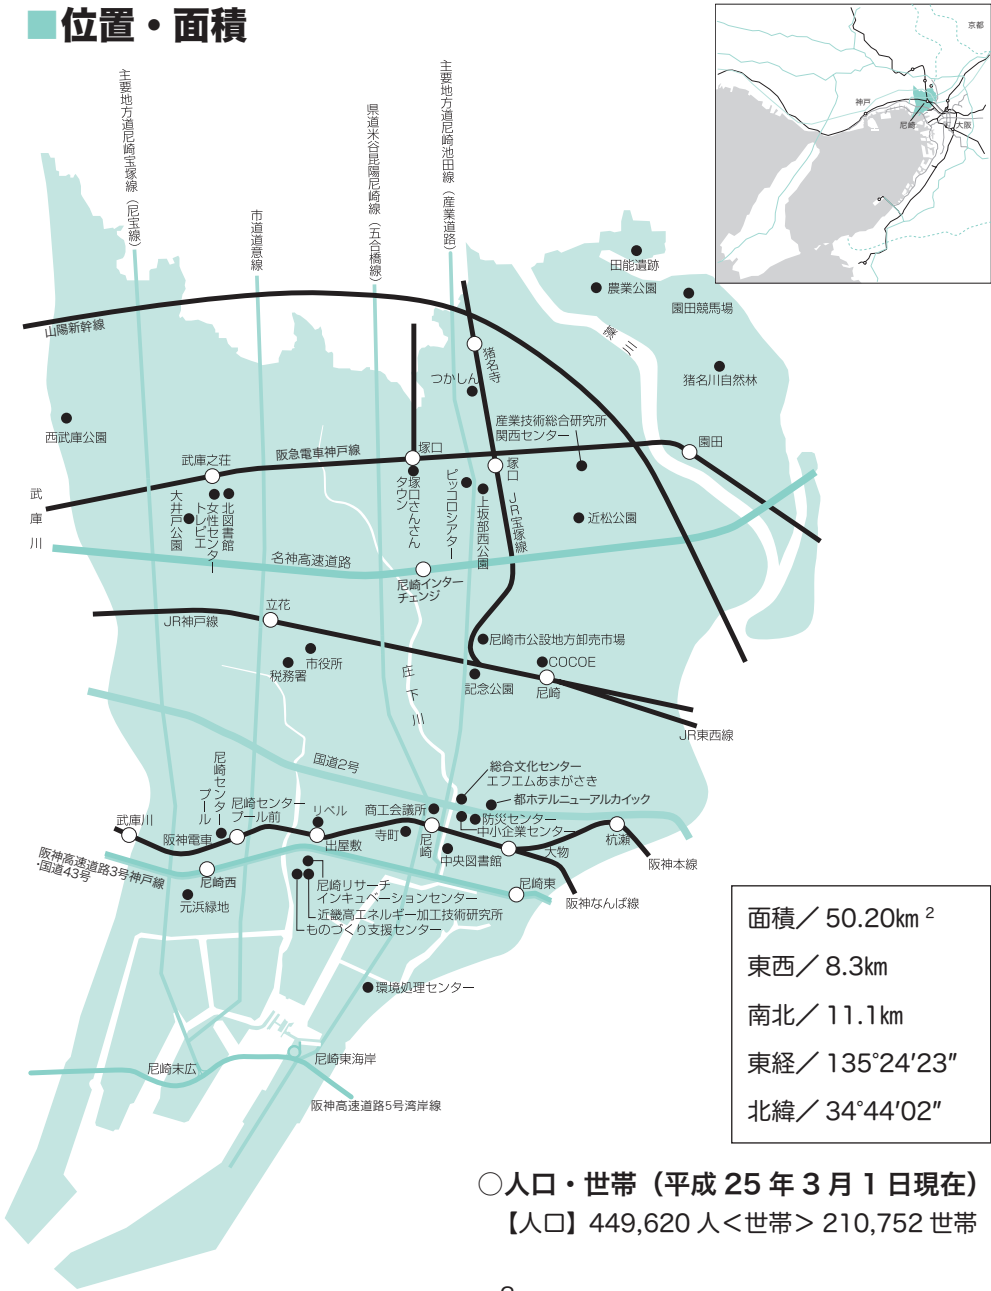 ■位置・面積
京都
神戸
尼崎
大阪
主要地方道尼崎宝塚線（尼宝線）
市道道意線
県道米谷昆陽尼崎線（五合橋線）
主要地方道尼崎池田線（産業道路）
田能遺跡
農業公園
園田競馬場
藻川
猪名川自然林
山陽新幹線
猪名寺
つかしん
産業技術総合研究所
関西センター
園田
西武庫公園
武庫之荘
阪急電車神戸線
塚口
塚口
武庫川
大井戸公園
女性センター
トレピエ
北図書館
塚口さんさん
タウン
ピッコロシアター
上坂部西公園
JR宝塚線
近松公園
名神高速道路
尼崎インター
チェンジ
立花
JR神戸線
市役所
税務署
尼崎市公設地方卸売市場
COCOE
記念公園
尼崎
庄下川
JR東西線
国道2号
総合文化センター
エフエムあまがさき
都ホテルニューアルカイック
尼崎センター
プール
尼崎センター
プール前
リベル
商工会議所
防災センター
中小企業センター
武庫川
阪神電車
出屋敷
寺町
尼崎
中央図書館
大物
杭瀬
阪神本線
阪神高速道路3号神戸線
・国道43号
尼崎西
尼崎東
阪神なんば線
元浜緑地
尼崎リサーチ
インキュベーションセンター
近畿高エネルギー加工技術研究所
ものづくり支援センター
環境処理センター
尼崎末広
尼崎東海岸
阪神高速道路5号湾岸線
面積／ 50.20㎢ ²
東西／ 8.3㎞
南北／ 11.1㎞
東経／ 135°24′23″
北緯／ 34°44′02″
○人口・世帯（平成 25 年 3 月 1 日現在）
【人口】449,620 人＜世帯＞ 210,752 世帯